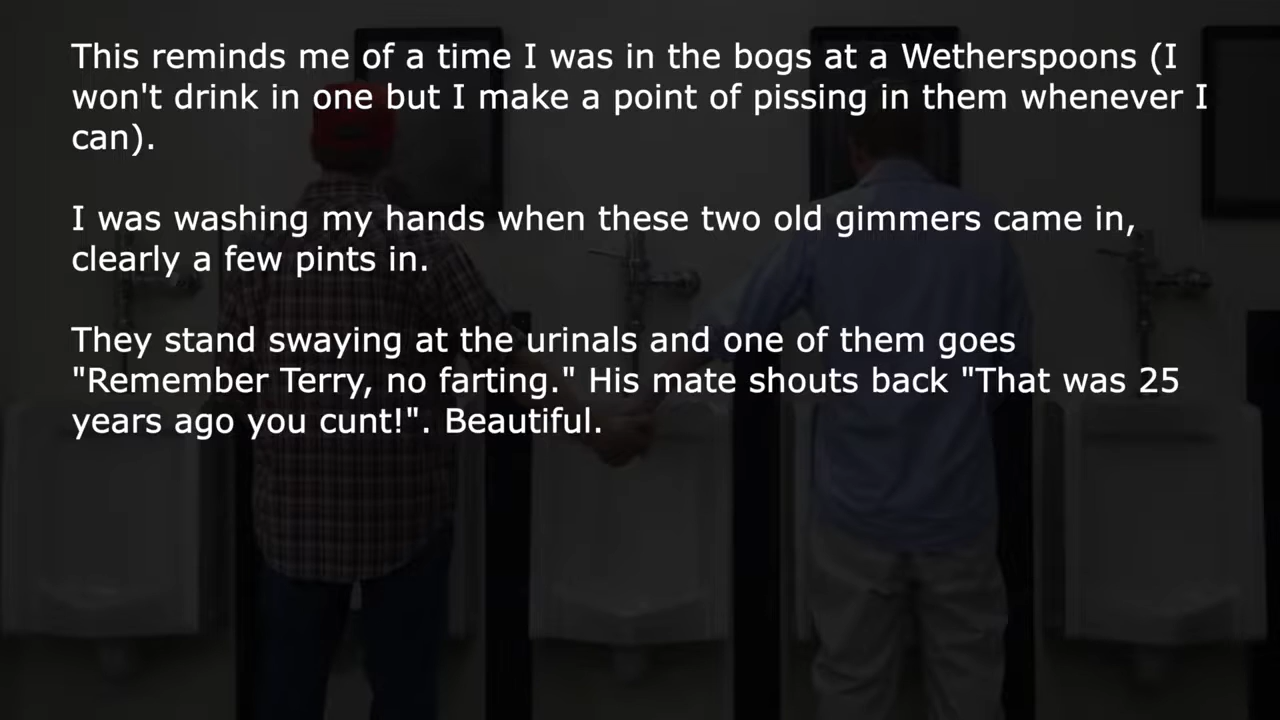 This reminds me of a time I was in the bogs at a Wetherspoons (I
won't drink in one but I make a point of pissing in them whenever I
can).
I was washing my hands when these two old gimmers came in,
clearly a few pints in.
They stand swaying at the urinals and one of them goes
"Remember Terry, no farting." His mate shouts back "That was 25
years ago you cunt!". Beautiful.